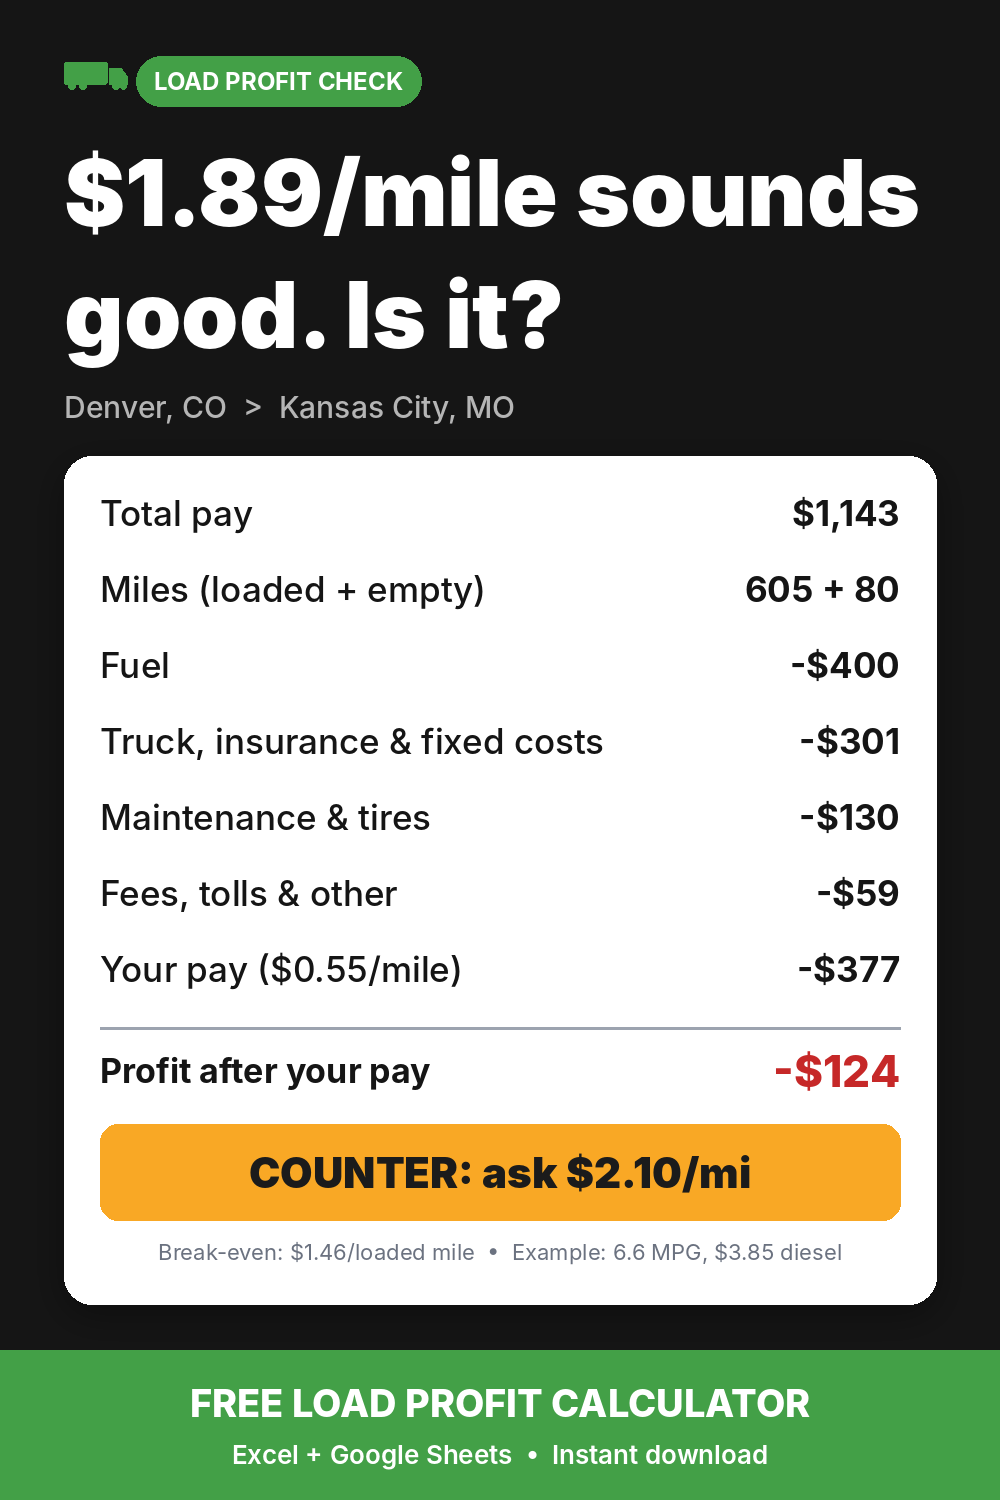 LOAD PROFIT CHECK
$1.89/mile sounds
good. Is it?
Denver, CO > Kansas City, MO
Total pay $1,143
Miles (loaded + empty) 605 + 80
Fuel -$400
Truck, insurance & fixed costs -$301
Maintenance & tires -$130
Fees, tolls & other -$59
Your pay ($0.55/mile) -$377
Profit after your pay -$124
COUNTER: ask $2.10/mi
Break-even: $1.46/loaded mile • Example: 6.6 MPG, $3.85 diesel
FREE LOAD PROFIT CALCULATOR
Excel + Google Sheets • Instant download